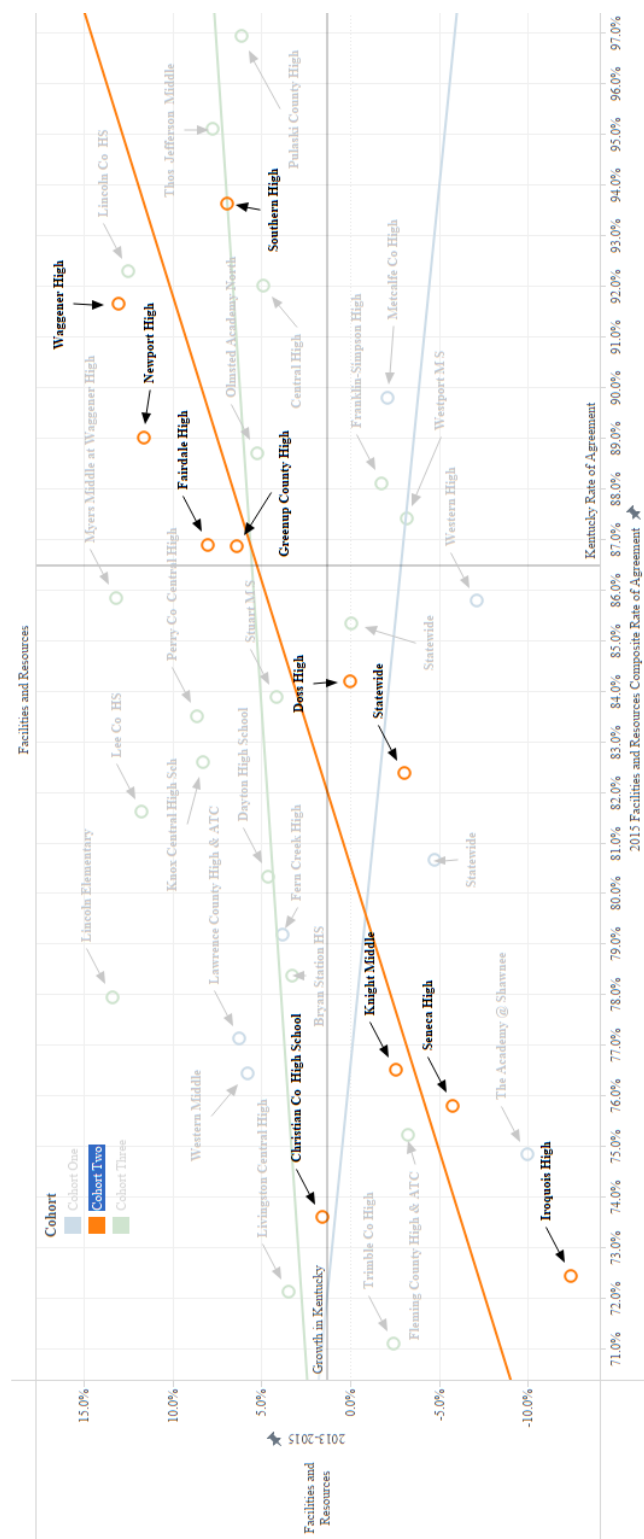 Facilities and Resources
Cohort
Cohort One
Cohort Two
Cohort Three
Facilities and
Resources
2013-2015
15.0%
10.0%
5.0%
0.0%
-5.0%
-10.0%
Growth in Kentucky
Kentucky Rate of Agreement
Lincoln Elementary
Lee Co HS
Myers Middle at Waggener High
Waggener High
Lincoln Co HS
Newport High
Thos Jefferson Middle
Pulaski County High
Southern High
Perry Co Central High
Knox Central High Sch
Fairdale High
Greenup County High
Olmsted Academy North
Central High
Western Middle
Lawrence County High & ATC
Dayton High School
Stuart M S
Fern Creek High
Bryan Station HS
Livingston Central High
Christian Co High School
Doss High
Statewide
Statewide
Franklin-Simpson High
Metcalfe Co High
Westport M S
Western High
Trimble Co High
Fleming County High & ATC
Knight Middle
Seneca High
Statewide
The Academy @ Shawnee
Iroquois High
71.0%
72.0%
73.0%
74.0%
75.0%
76.0%
77.0%
78.0%
79.0%
80.0%
81.0%
82.0%
83.0%
84.0%
85.0%
86.0%
87.0%
88.0%
89.0%
90.0%
91.0%
92.0%
93.0%
94.0%
95.0%
96.0%
97.0%
2015 Facilities and Resources Composite Rate of Agreement